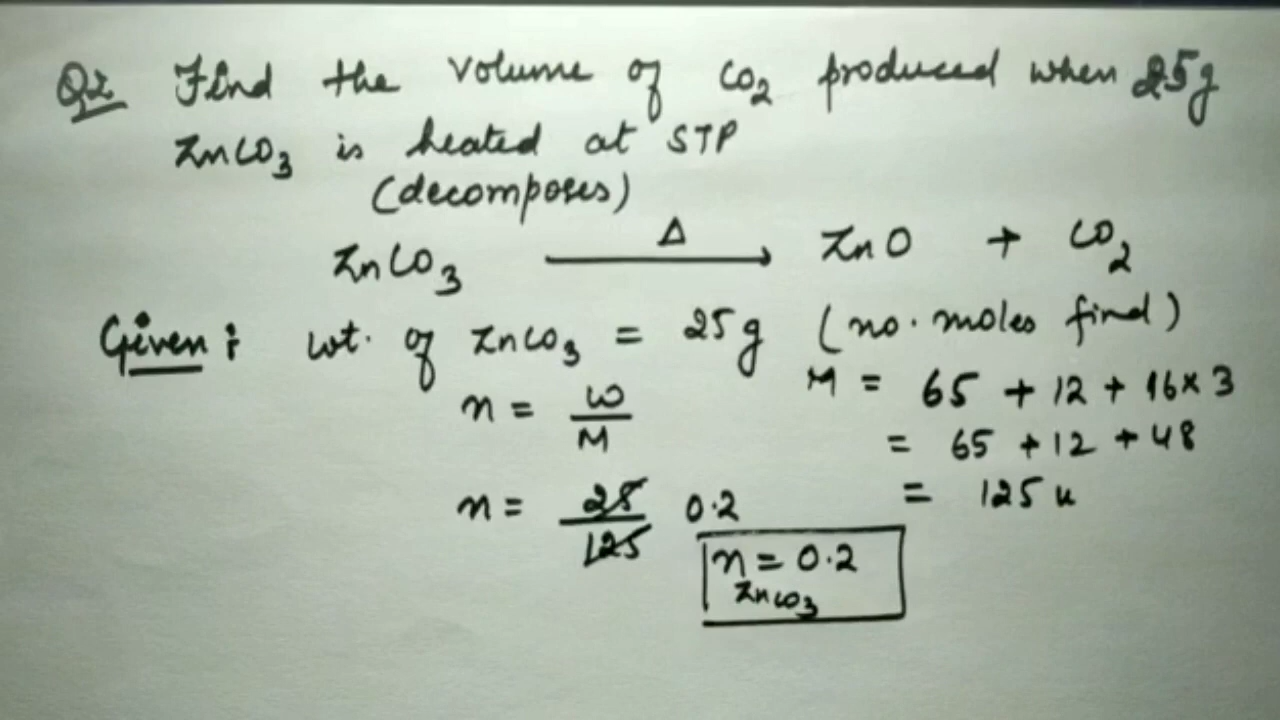 Q2 Find the volume of CO2 produced when 25g
ZnCO3 is heated at STP
(decomposes)
ZnCO3 Δ→ ZnO + CO2
Given: wt. of ZnCO3 = 25g (no. moles find)
n = w/M
M = 65 + 12 + 16×3
= 65 + 12 + 48
= 125 u
n = 25/125 0.2
n = 0.2
ZnCO3